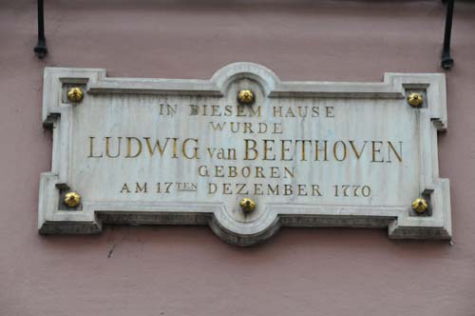 IN DIESEM HAUSE
WURDE
LUDWIG van BEETHOVEN
GEBOREN
AM 17TEN DEZEMBER 1770